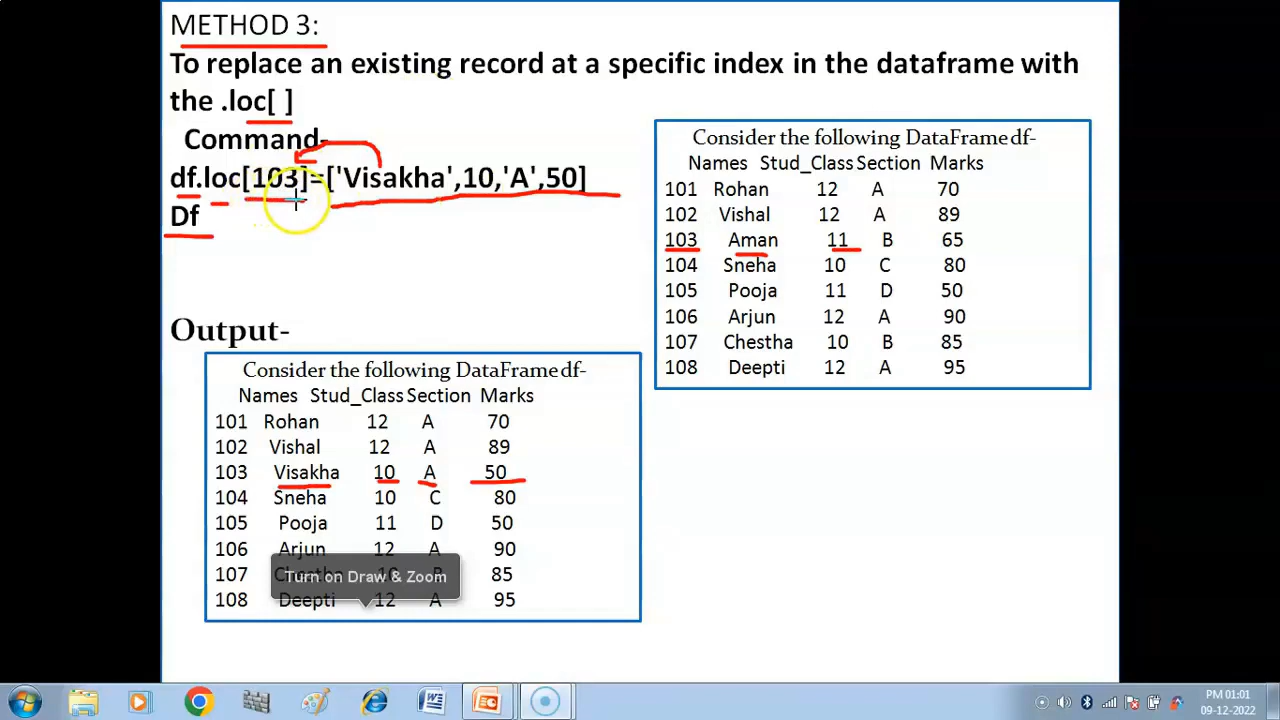 METHOD 3:
To replace an existing record at a specific index in the dataframe with
the .loc[ ]
Command-
df.loc[103]=['Visakha',10,'A',50]
Df
Consider the following DataFrame df-
Names Stud_Class Section Marks
101 Rohan 12 A 70
102 Vishal 12 A 89
103 Aman 11 B 65
104 Sneha 10 C 80
105 Pooja 11 D 50
106 Arjun 12 A 90
107 Chestha 10 B 85
108 Deepti 12 A 95
Output-
Consider the following DataFrame df-
Names Stud_Class Section Marks
101 Rohan 12 A 70
102 Vishal 12 A 89
103 Visakha 10 A 50
104 Sneha 10 C 80
105 Pooja 11 D 50
106 Arjun 12 A 90
107 Chestha 10 B 85
Turn on Draw & Zoom
108 Deepti 12 A 95
PM 01:01
09-12-2022